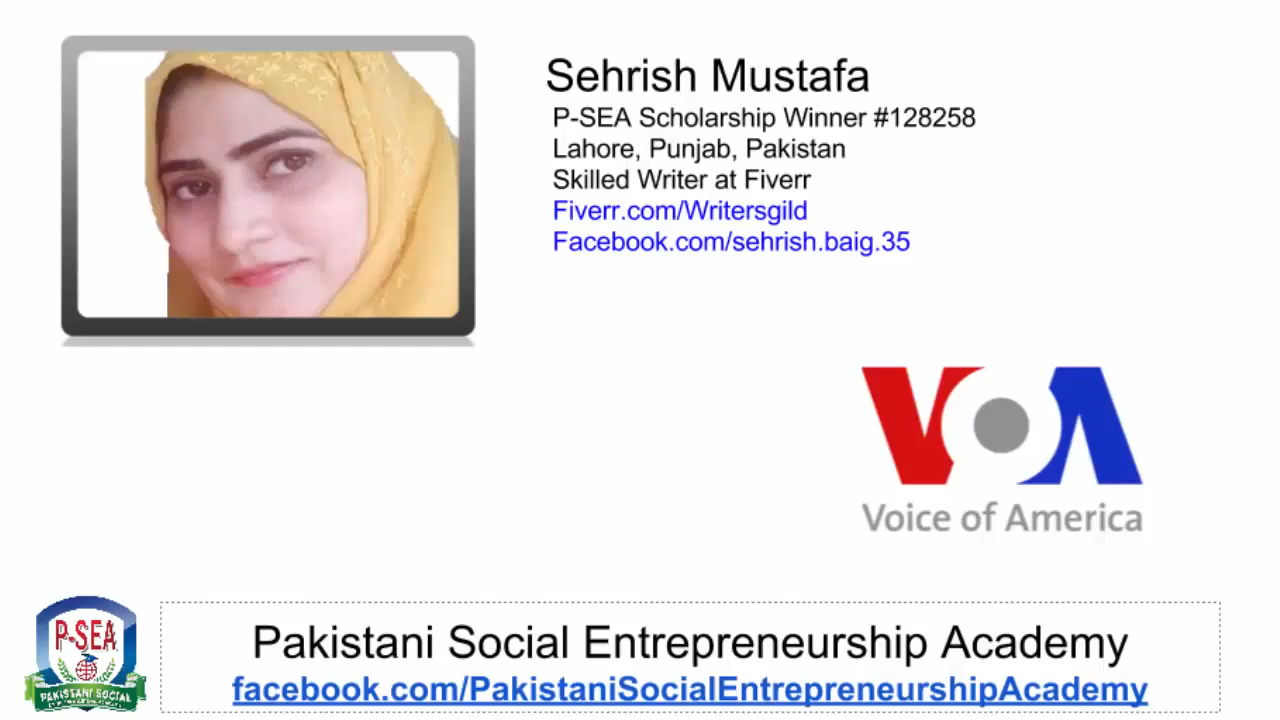 Sehrish Mustafa
P-SEA Scholarship Winner #128258
Lahore, Punjab, Pakistan
Skilled Writer at Fiverr
Fiverr.com/Writersgild
Facebook.com/sehrish.baig.35
VOA
Voice of America
P-SEA
PAKISTANI SOCIAL
Pakistani Social Entrepreneurship Academy
facebook.com/PakistaniSocialEntrepreneurshipAcademy